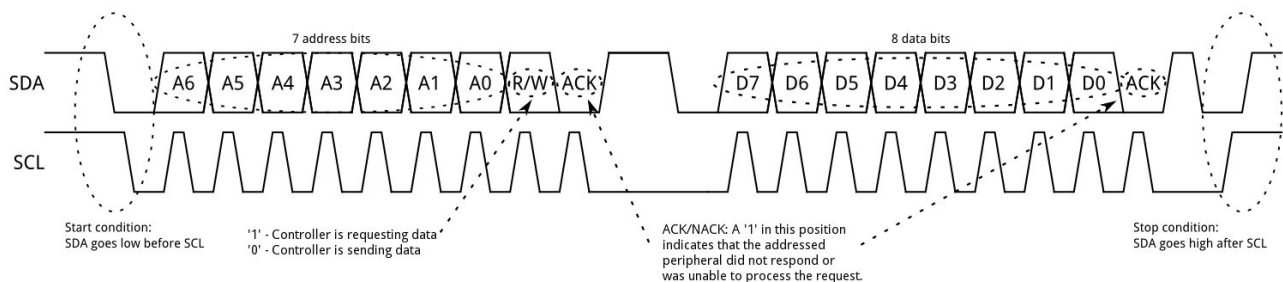 7 address bits
8 data bits
SDA
A6 A5 A4 A3 A2 A1 A0 R/W ACK
D7 D6 D5 D4 D3 D2 D1 D0 ACK
SCL
Start condition:
SDA goes low before SCL
'1' - Controller is requesting data
'0' - Controller is sending data
ACK/NACK: A '1' in this position
indicates that the addressed
peripheral did not respond or
was unable to process the request.
Stop condition:
SDA goes high after SCL